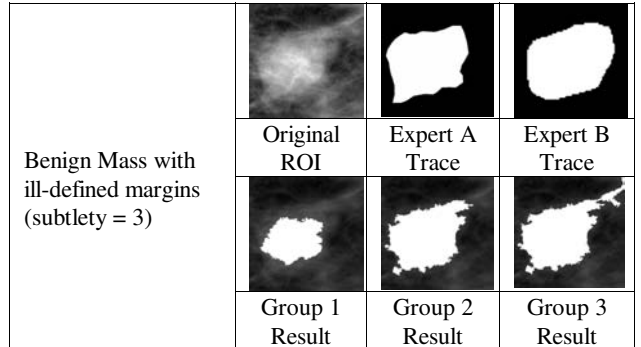 Benign Mass with
ill-defined margins
(subtlety = 3)
Original
ROI
Expert A
Trace
Expert B
Trace
Group 1
Result
Group 2
Result
Group 3
Result